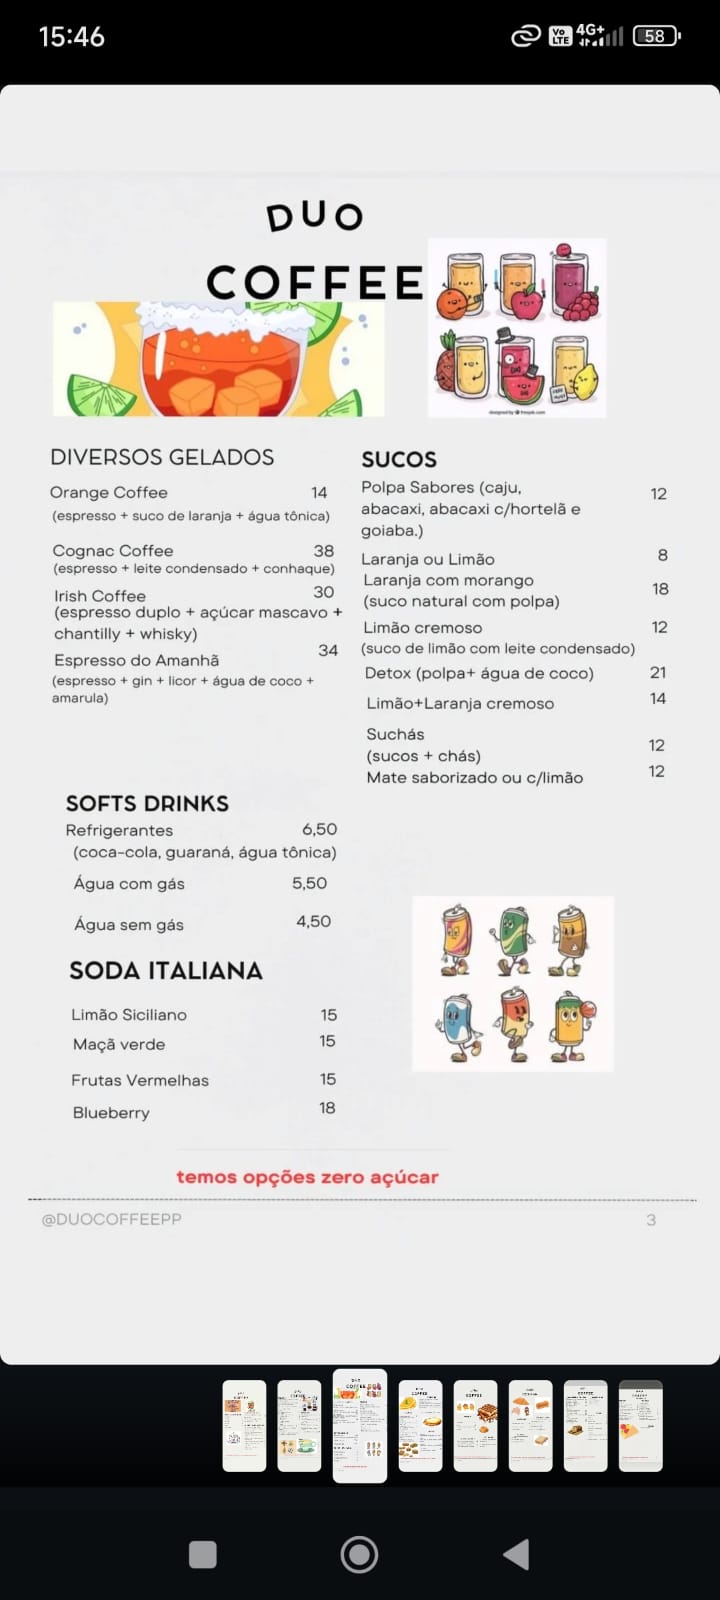 15:46
Vo LTE 4G+ 58
DUO
COFFEE
designed by freepik.com
DIVERSOS GELADOS
Orange Coffee 14
(espresso + suco de laranja + água tônica)
Cognac Coffee 38
(espresso + leite condensado + conhaque)
Irish Coffee 30
(espresso duplo + açúcar mascavo +
chantilly + whisky)
Espresso do Amanhã 34
(espresso + gin + licor + água de coco +
amarula)
SUCOS
Polpa Sabores (caju, 12
abacaxi, abacaxi c/hortelã e
goiaba.)
Laranja ou Limão 8
Laranja com morango 18
(suco natural com polpa)
Limão cremoso 12
(suco de limão com leite condensado)
Detox (polpa+ água de coco) 21
Limão+Laranja cremoso 14
Suchás 12
(sucos + chás)
Mate saborizado ou c/limão 12
SOFTS DRINKS
Refrigerantes 6,50
(coca-cola, guaraná, água tônica)
Água com gás 5,50
Água sem gás 4,50
SODA ITALIANA
Limão Siciliano 15
Maçã verde 15
Frutas Vermelhas 15
Blueberry 18
temos opções zero açúcar
@DUOCOFFEEPP 3